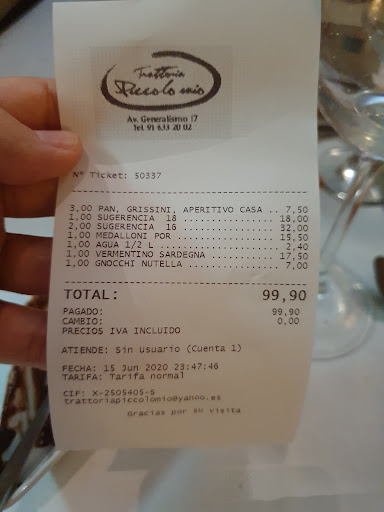 Trattoria
Piccolo mio
Av. Generalísimo 17
Tel. 91 633 20 02
Nº Ticket: 50337
3,00 PAN, GRISSINI, APERITIVO CASA .. 7,50
1,00 SUGERENCIA 18 .................. 18,00
2,00 SUGERENCIA 16 .................. 32,00
1,00 MEDALLONI POR .................. 15,50
1,00 AGUA 1/2 L ..................... 2,40
1,00 VERMENTINO SARDEGNA ............ 17,50
1,00 GNOCCHI NUTELLA ................ 7,00
TOTAL: 99,90
PAGADO: 99,90
CAMBIO: 0,00
PRECIOS IVA INCLUIDO
ATIENDE: Sin Usuario (Cuenta 1)
FECHA: 15 Jun 2020 23:47:46
TARIFA: Tarifa normal
CIF: X-2505405-S
trattoriapiccolomio@yahoo.es
Gracias por su visita